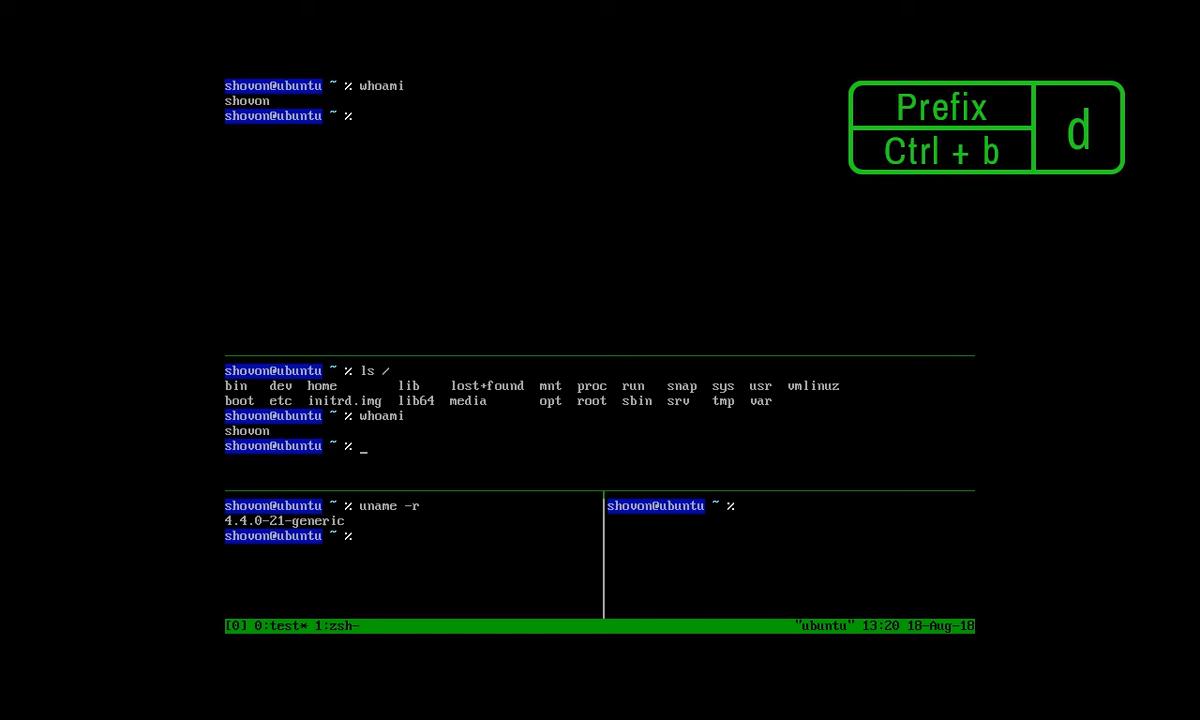 shovon@ubuntu ~ % whoami
shovon
shovon@ubuntu ~ %
Prefix
Ctrl + b
d
shovon@ubuntu ~ % ls /
bin dev home lib lost+found mnt proc run snap sys usr vmlinuz
boot etc initrd.img lib64 media opt root sbin srv tmp var
shovon@ubuntu ~ % whoami
shovon
shovon@ubuntu ~ % _
shovon@ubuntu ~ % uname -r
4.4.0-21-generic
shovon@ubuntu ~ %
shovon@ubuntu ~ %
[0] 0:test* 1:zsh- "ubuntu" 13:20 18-Aug-18